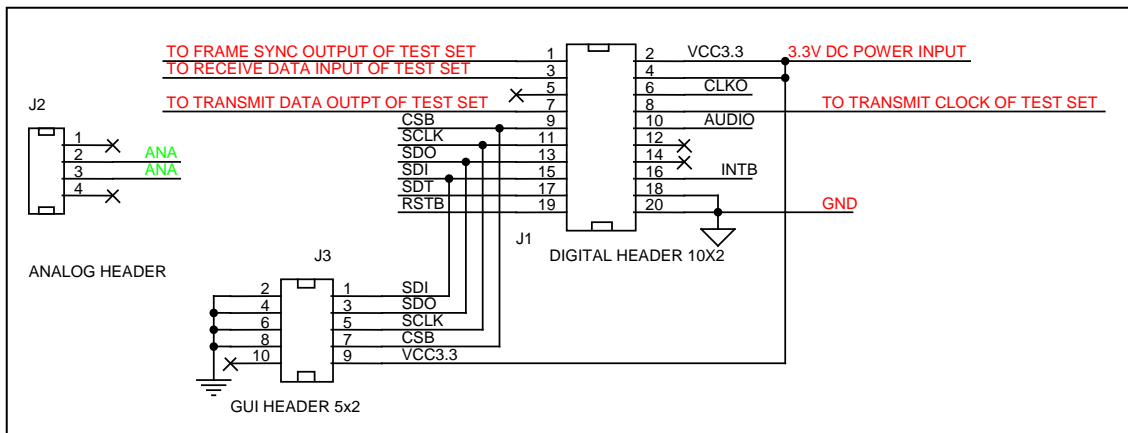 TO FRAME SYNC OUTPUT OF TEST SET 1 2 VCC3.3 3.3V DC POWER INPUT
TO RECEIVE DATA INPUT OF TEST SET 3 4
5 6 CLKO
TO TRANSMIT DATA OUTPT OF TEST SET 7 8 TO TRANSMIT CLOCK OF TEST SET
CSB 9 10 AUDIO
SCLK 11 12
SDO 13 14
SDI 15 16 INTB
SDT 17 18
RSTB 19 20 GND
J1
DIGITAL HEADER 10X2
J2
1
2 ANA
3 ANA
4
ANALOG HEADER
J3
2 1 SDI
4 3 SDO
6 5 SCLK
8 7 CSB
10 9 VCC3.3
GUI HEADER 5x2